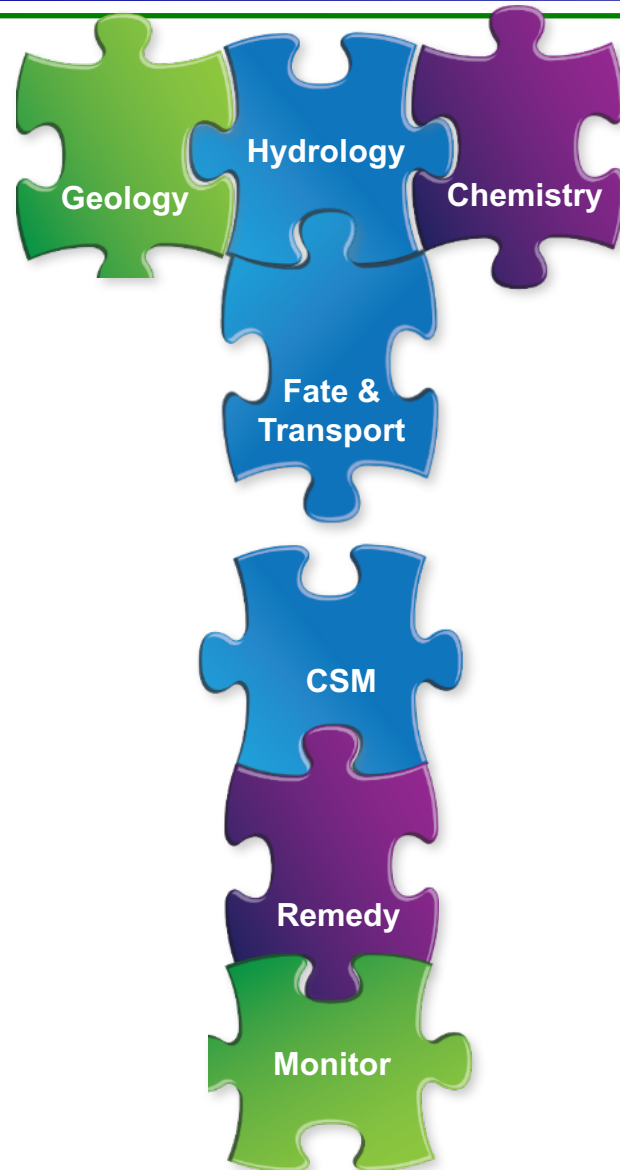 Hydrology
Geology
Chemistry
Fate &
Transport
CSM
Remedy
Monitor